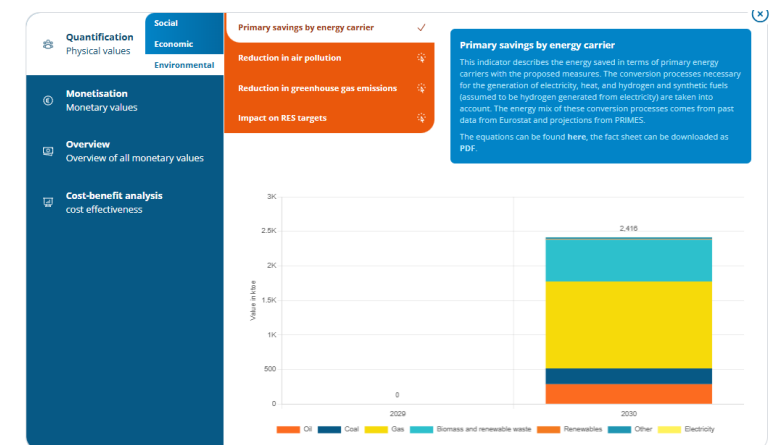 Quantification
Physical values
Social
Economic
Environmental
Monetisation
Monetary values
Overview
Overview of all monetary values
Cost-benefit analysis
cost effectiveness
Primary savings by energy carrier
Reduction in air pollution
Reduction in greenhouse gas emissions
Impact on RES targets
Primary savings by energy carrier
This indicator describes the energy saved in terms of primary energy
carriers with the proposed measures. The conversion processes necessary
for the generation of electricity, heat, and hydrogen and synthetic fuels
(assumed to be hydrogen generated from electricity) are taken into
account. The energy mix of these conversion processes comes from past
data from Eurostat and projections from PRIMES.
The equations can be found here, the fact sheet can be downloaded as
PDF.
3K
2.5K
2K
1.5K
1K
500
0
Value in ktoe
0
2,416
2029
2030
Oil Coal Gas Biomass and renewable waste Renewables Other Electricity